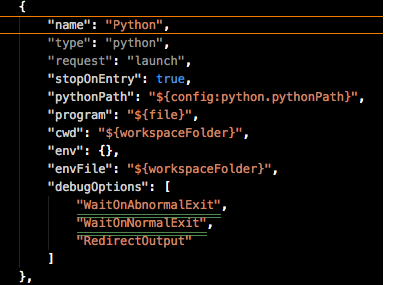 {
"name": "Python",
"type": "python",
"request": "launch",
"stopOnEntry": true,
"pythonPath": "${config:python.pythonPath}",
"program": "${file}",
"cwd": "${workspaceFolder}",
"env": {},
"envFile": "${workspaceFolder}",
"debugOptions": [
"WaitOnAbnormalExit",
"WaitOnNormalExit",
"RedirectOutput"
]
},